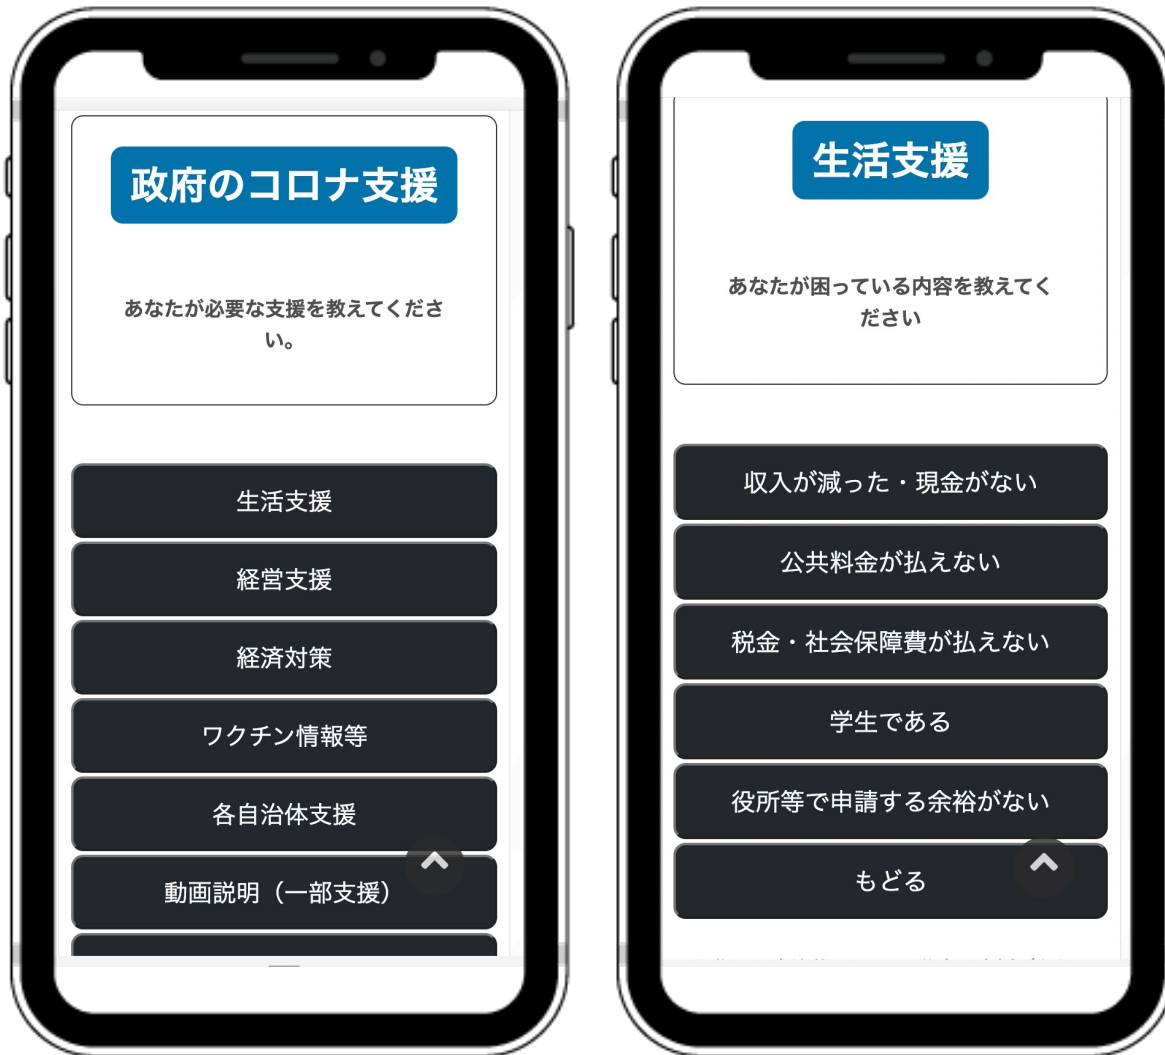 政府のコロナ支援
あなたが必要な支援を教えてくださ
い。
生活支援
経営支援
経済対策
ワクチン情報等
各自治体支援
動画説明（一部支援）
生活支援
あなたが困っている内容を教えてく
ださい
収入が減った・現金がない
公共料金が払えない
税金・社会保障費が払えない
学生である
役所等で申請する余裕がない
もどる